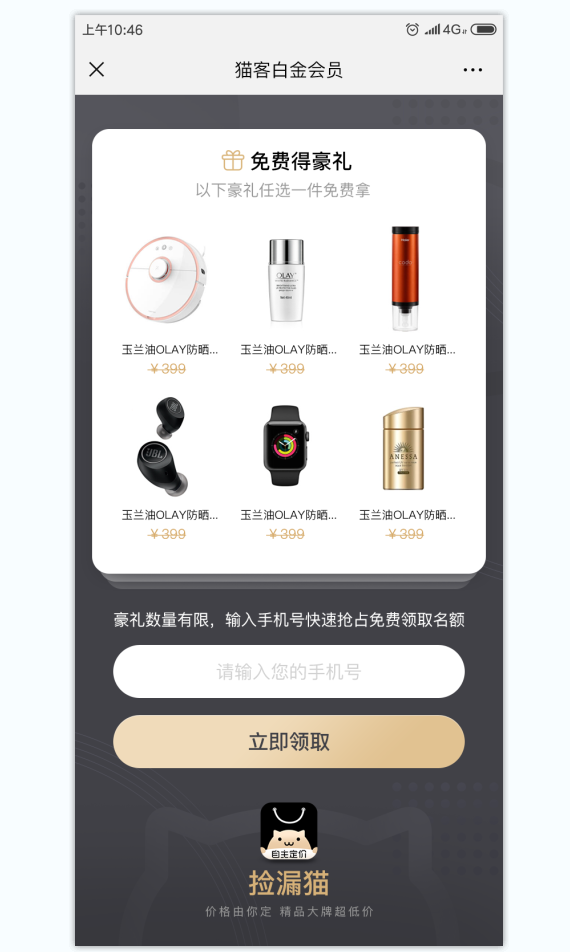 上午10:46
4G
猫客白金会员
免费得豪礼
以下豪礼任选一件免费拿
OLAY
玉兰油OLAY防晒... 玉兰油OLAY防晒... 玉兰油OLAY防晒...
￥399 ￥399 ￥399
JBL
ANESSA
玉兰油OLAY防晒... 玉兰油OLAY防晒... 玉兰油OLAY防晒...
￥399 ￥399 ￥399
豪礼数量有限，输入手机号快速抢占免费领取名额
请输入您的手机号
立即领取
自主定价
捡漏猫
价格由你定 精品大牌超低价